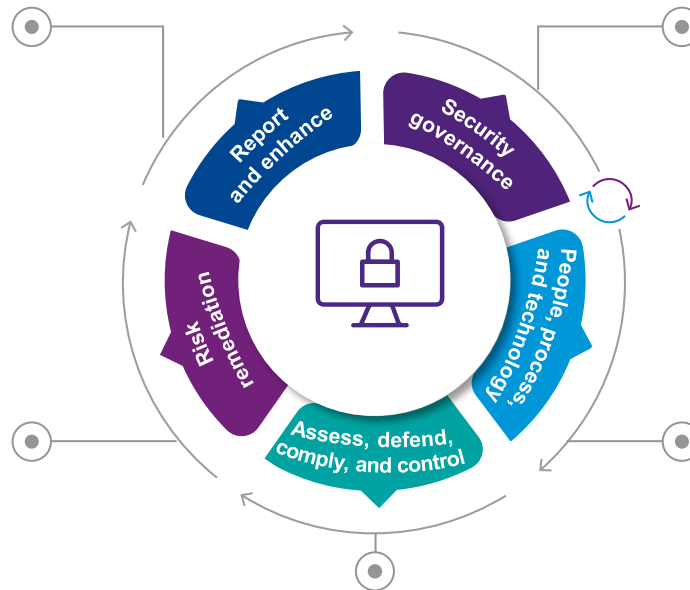 Security
governance
People, process,
and technology
Assess, defend,
comply, and control
Risk
remediation
Report
and enhance